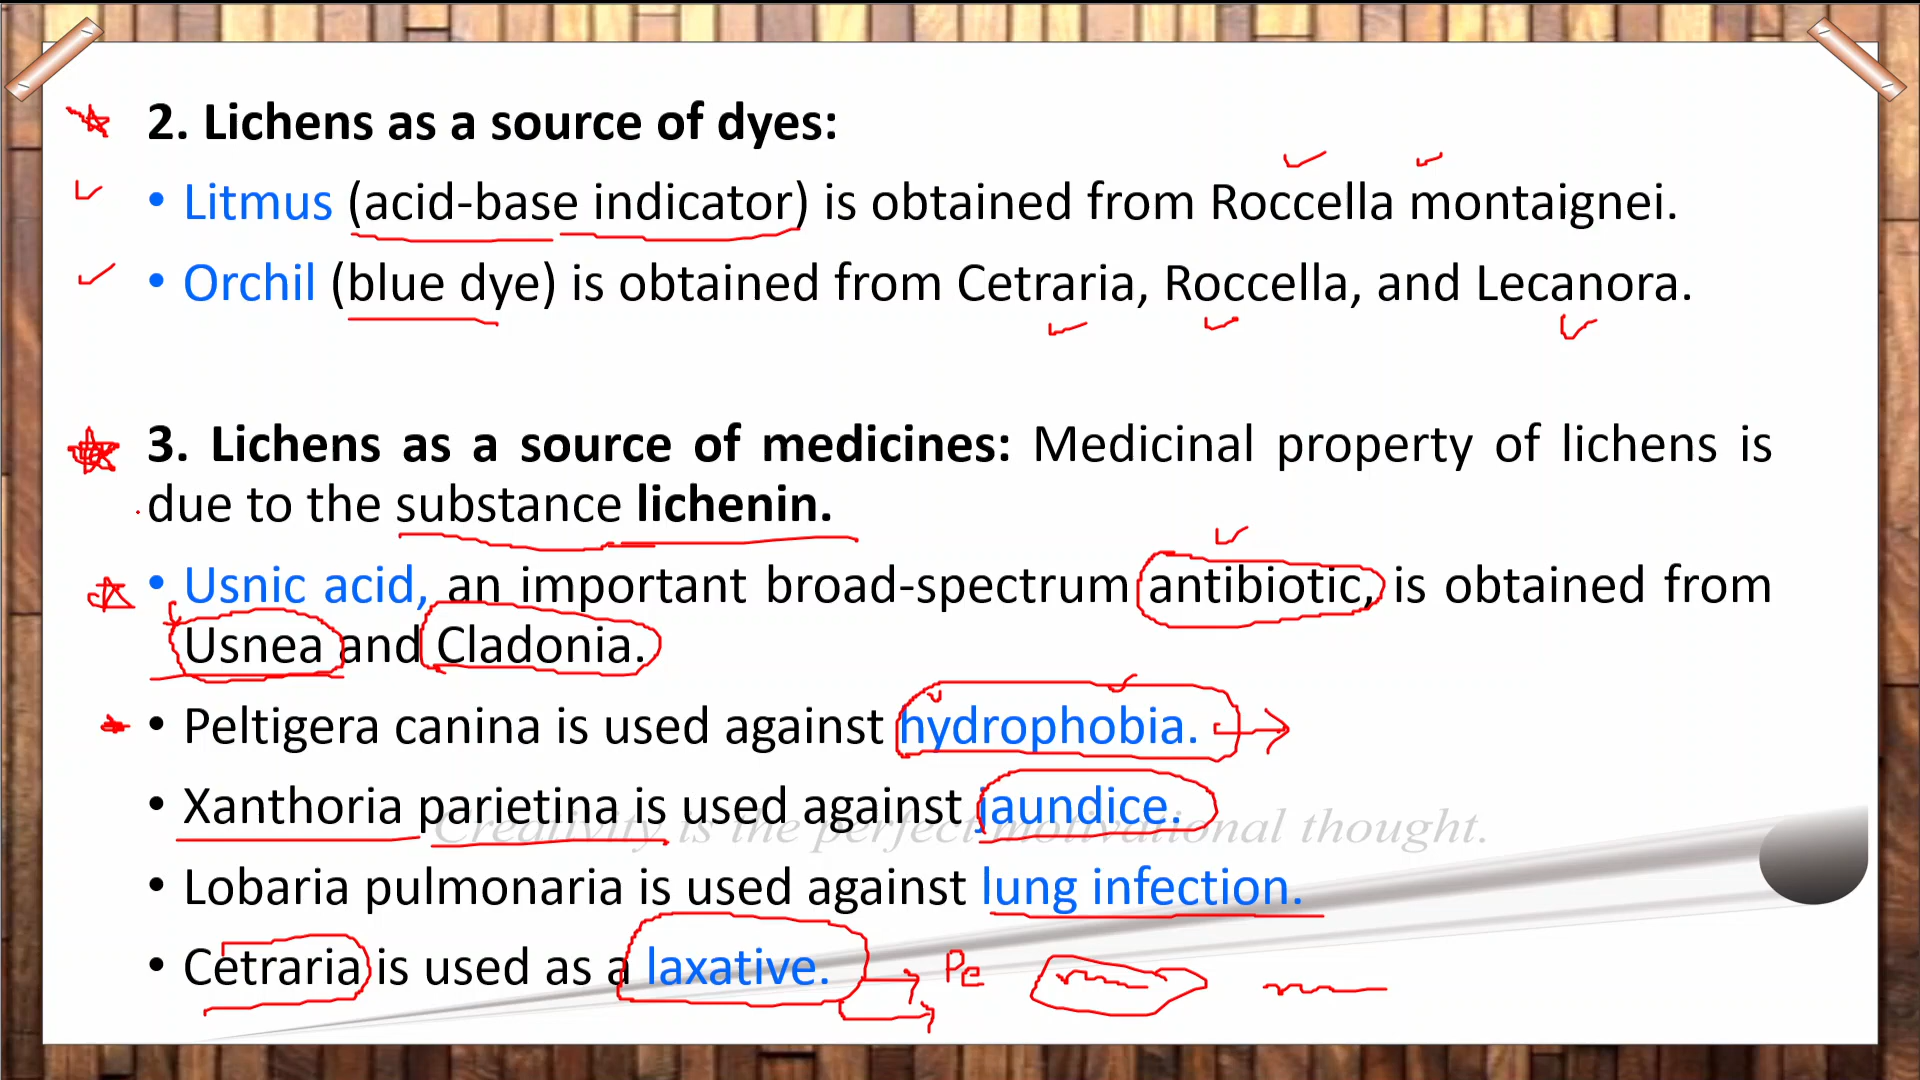 2. Lichens as a source of dyes:
• Litmus (acid-base indicator) is obtained from Roccella montaignei.
• Orchil (blue dye) is obtained from Cetraria, Roccella, and Lecanora.
3. Lichens as a source of medicines: Medicinal property of lichens is
due to the substance lichenin.
• Usnic acid, an important broad-spectrum antibiotic, is obtained from
Usnea and Cladonia.
• Peltigera canina is used against hydrophobia.
• Xanthoria parietina is used against jaundice.
Creativity is the perfect motivational thought.
• Lobaria pulmonaria is used against lung infection.
• Cetraria is used as a laxative.
Pe